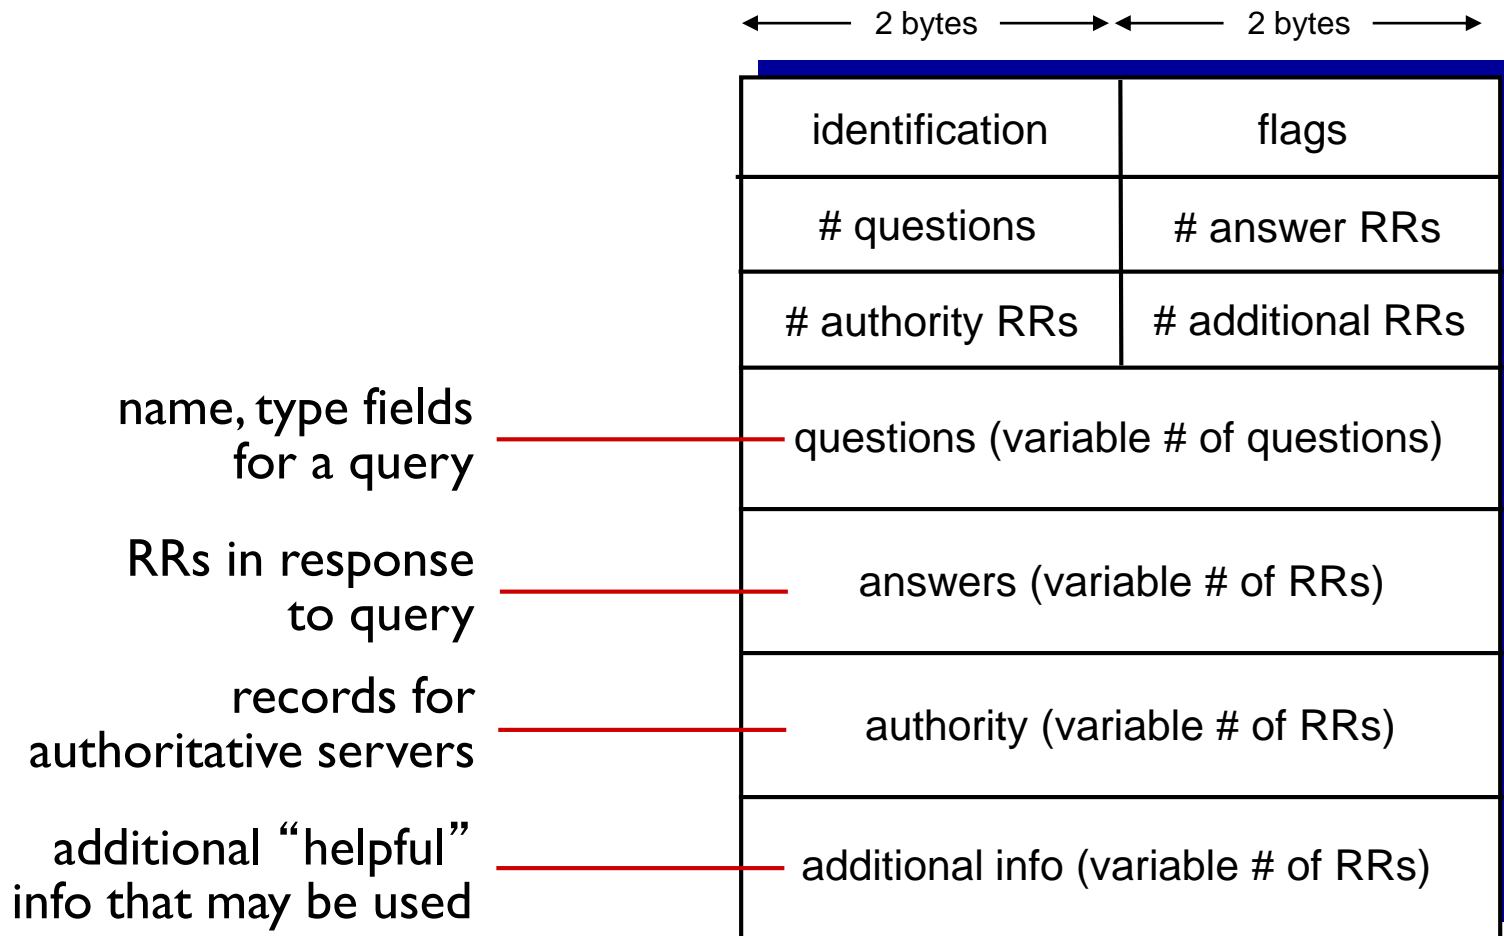 2 bytes 2 bytes
identification flags
# questions # answer RRs
# authority RRs # additional RRs
name, type fields
for a query
questions (variable # of questions)
RRs in response
to query
answers (variable # of RRs)
records for
authoritative servers
authority (variable # of RRs)
additional “helpful”
info that may be used
additional info (variable # of RRs)